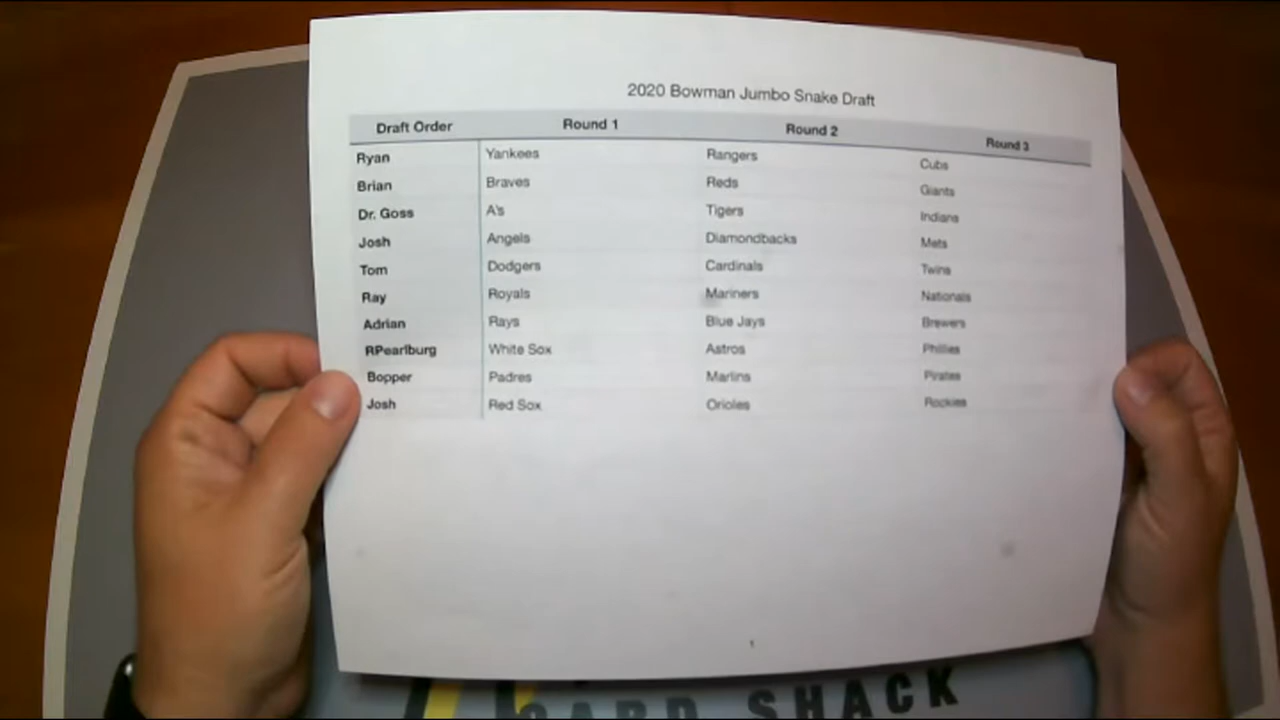 2020 Bowman Jumbo Snake Draft
Draft Order Round 1 Round 2 Round 3
Ryan Yankees Rangers Cubs
Brian Braves Reds Giants
Dr. Goss A's Tigers Indians
Josh Angels Diamondbacks Mets
Tom Dodgers Cardinals Twins
Ray Royals Mariners Nationals
Adrian Rays Blue Jays Brewers
RPearlburg White Sox Astros Phillies
Bopper Padres Marlins Pirates
Josh Red Sox Orioles Rockies
1
CARD SHACK